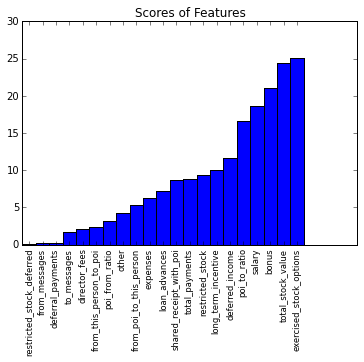 Scores of Features
30
25
20
15
10
5
0
restricted_stock_deferred
from_messages
deferral_payments
to_messages
director_fees
from_this_person_to_poi
poi_from_ratio
other
from_poi_to_this_person
expenses
loan_advances
shared_receipt_with_poi
total_payments
restricted_stock
long_term_incentive
deferred_income
poi_to_ratio
salary
bonus
total_stock_value
exercised_stock_options